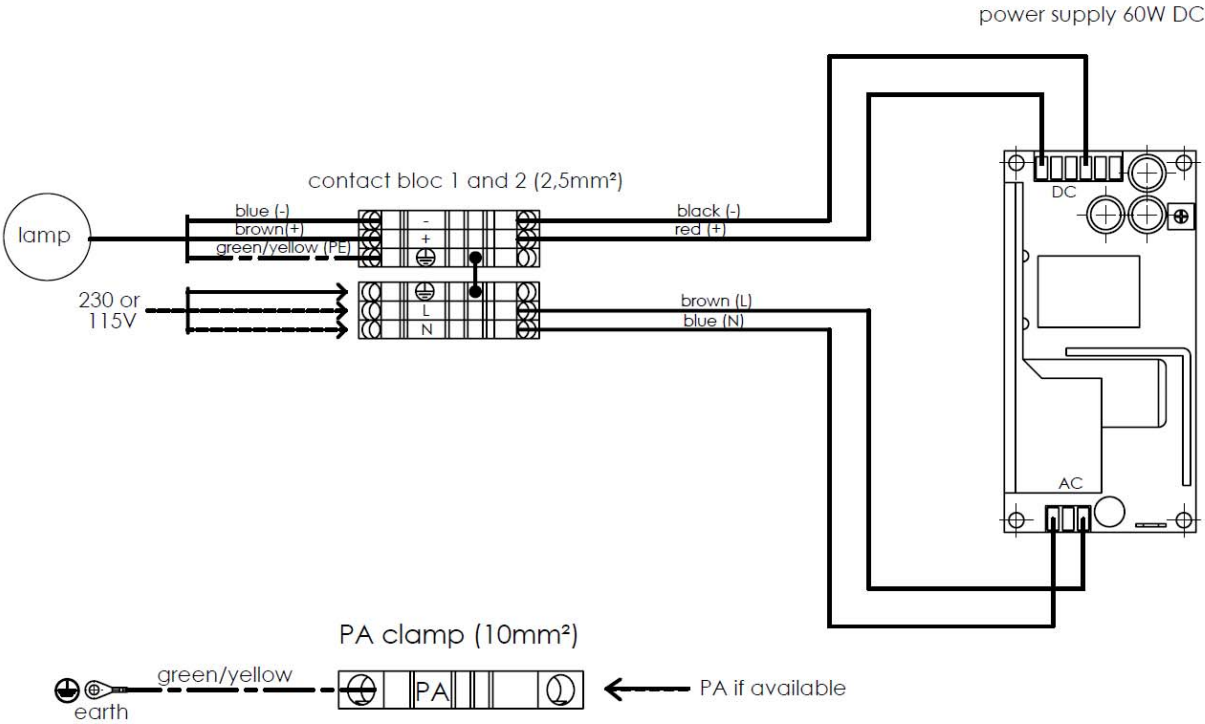 power supply 60W DC
contact bloc 1 and 2 (2,5mm²)
DC
blue (-)
-
black (-)
lamp
brown(+)
+
red (+)
green/yellow (PE)
230 or
115V
L
brown (L)
N
blue (N)
AC
PA clamp (10mm²)
green/yellow
PA
PA if available
earth